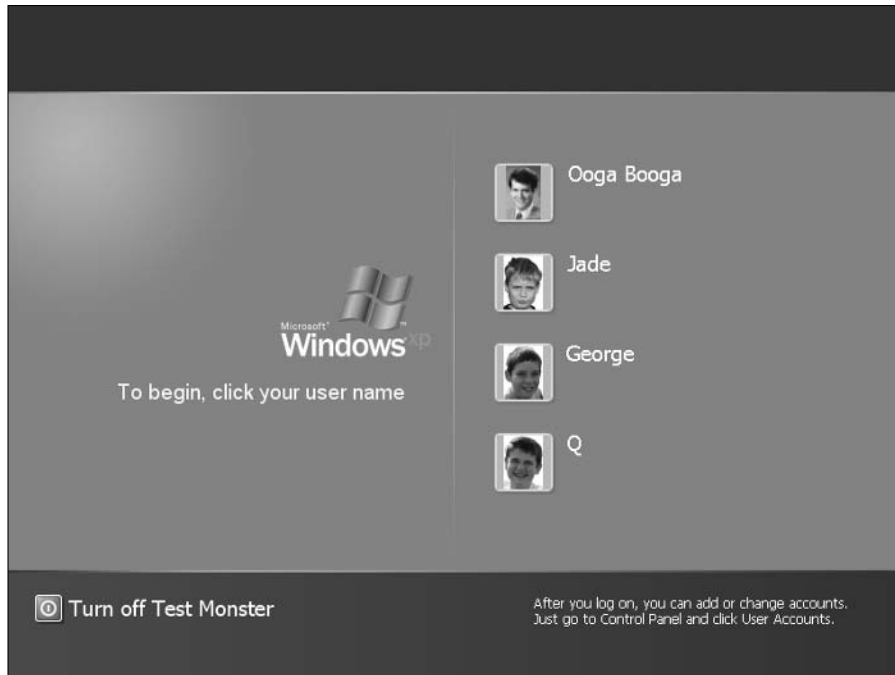 Ooga Booga
Jade
George
Q
Microsoft®
Windows xp™
To begin, click your user name
Turn off Test Monster
After you log on, you can add or change accounts.
Just go to Control Panel and click User Accounts.